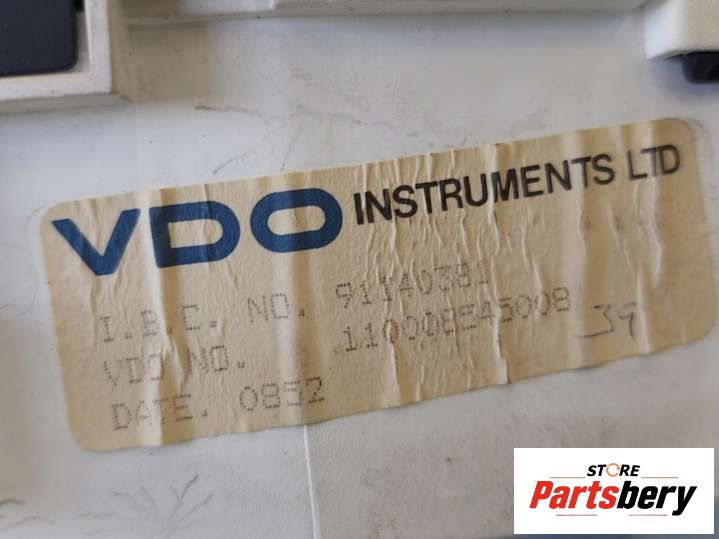 VDO INSTRUMENTS LTD
I.B.C. NO. 91140381
VDO NO. 110008545008
39
DATE. 0852
STORE
Partsbery